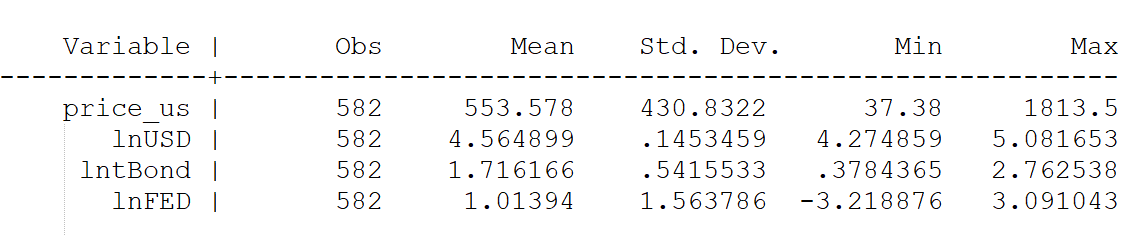 Variable | Obs Mean Std. Dev. Min Max
-------------+---------------------------------------------------------
price_us | 582 553.578 430.8322 37.38 1813.5
lnUSD | 582 4.564899 .1453459 4.274859 5.081653
lntBond | 582 1.716166 .5415533 .3784365 2.762538
lnFED | 582 1.01394 1.563786 -3.218876 3.091043